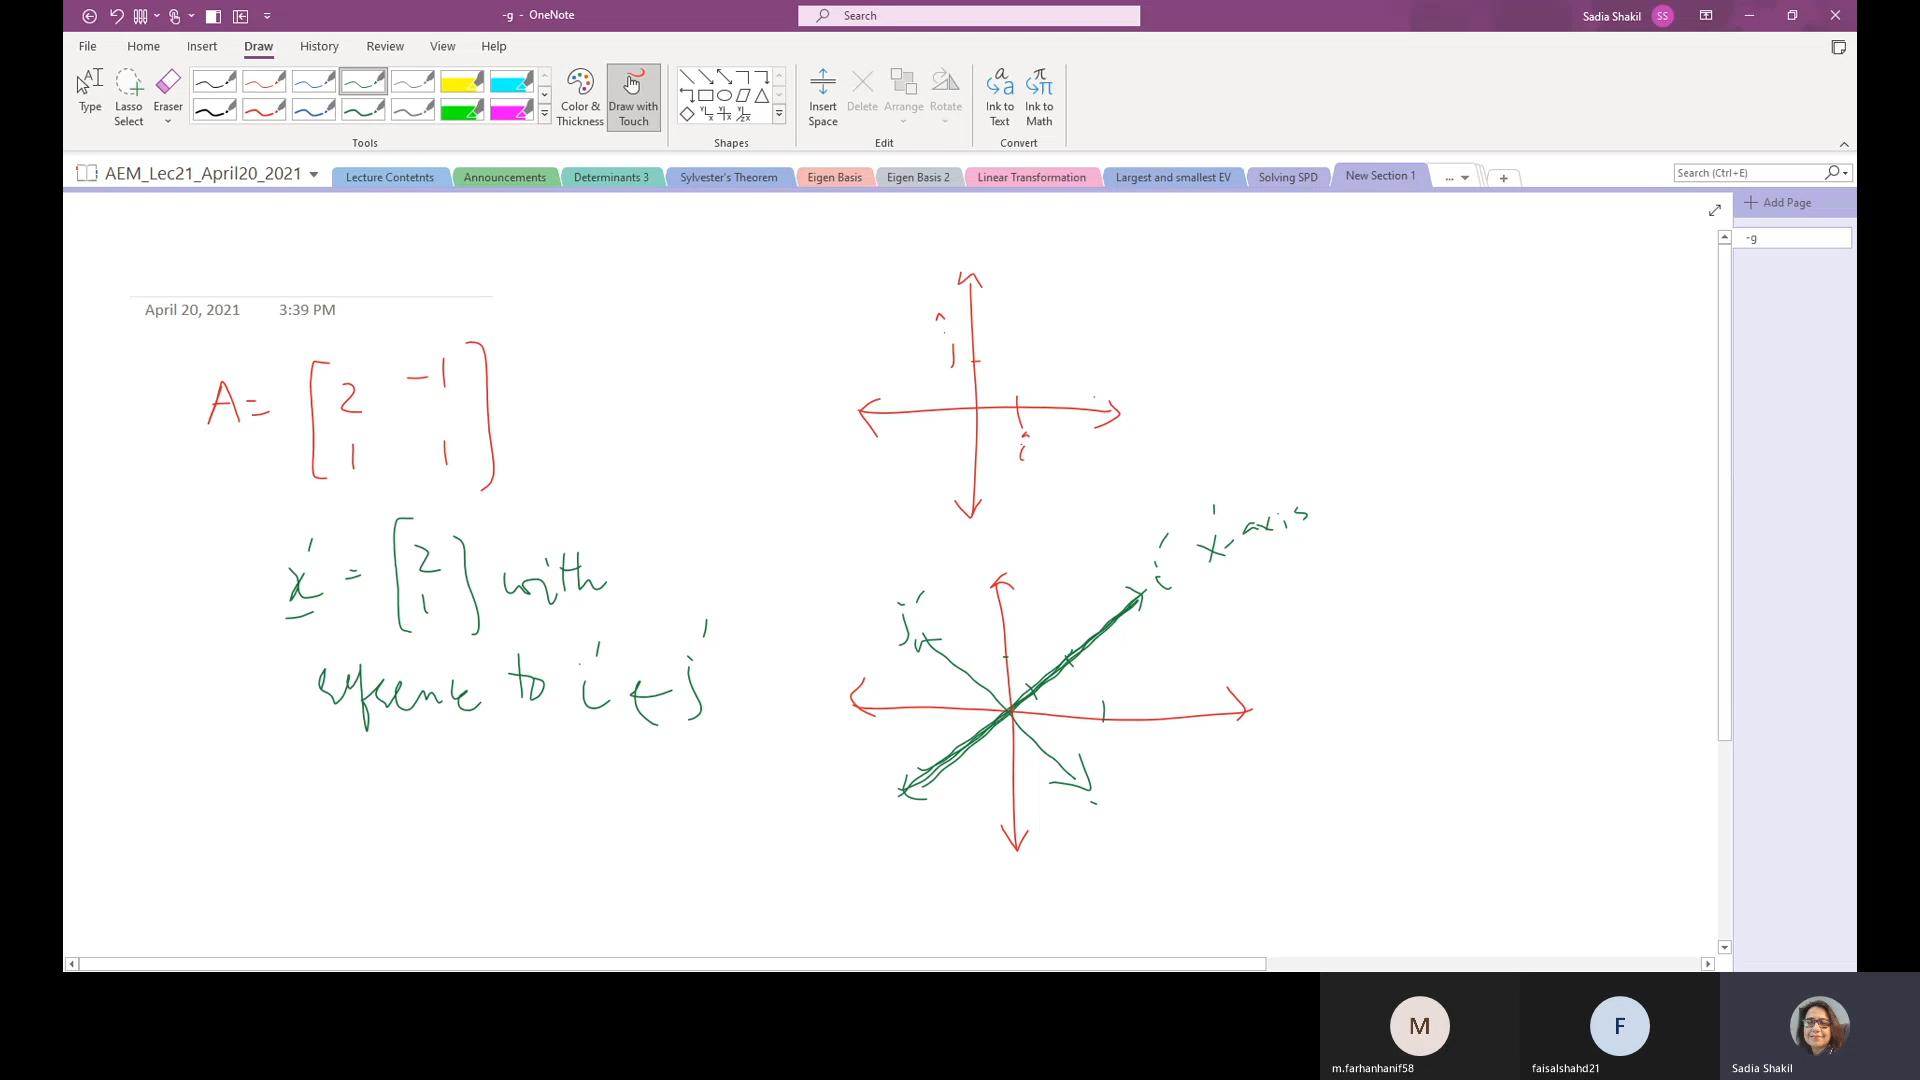 -g - OneNote
Search
Sadia Shakil
SS
File Home Insert Draw History Review View Help
Type
Lasso Select
Eraser
Color & Thickness
Draw with Touch
Insert Space
Delete
Arrange
Rotate
Ink to Text
Ink to Math
Tools
Shapes
Edit
Convert
AEM_Lec21_April20_2021
Lecture Contetnts
Announcements
Determinants 3
Sylvester's Theorem
Eigen Basis
Eigen Basis 2
Linear Transformation
Largest and smallest EV
Solving SPD
New Section 1
...
Search (Ctrl+E)
Add Page
-g
April 20, 2021 3:39 PM
A = [2 -1
1 1]
x' = [2
1] with
reference to i' & j'
ĵ
î
j'
i' x'-axis
M
m.farhanhanif58
F
faisalshahd21
Sadia Shakil